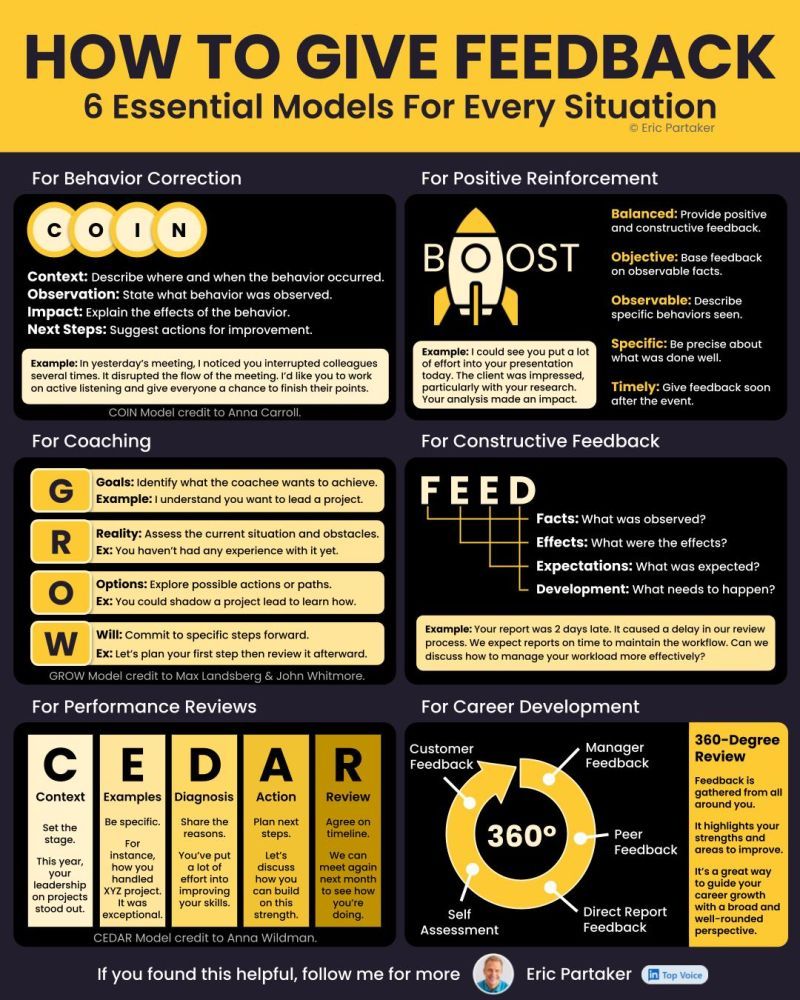 HOW TO GIVE FEEDBACK
6 Essential Models For Every Situation
© Eric Partaker
For Behavior Correction
C O I N
Context: Describe where and when the behavior occurred.
Observation: State what behavior was observed.
Impact: Explain the effects of the behavior.
Next Steps: Suggest actions for improvement.
Example: In yesterday's meeting, I noticed you interrupted colleagues
several times. It disrupted the flow of the meeting. I'd like you to work
on active listening and give everyone a chance to finish their points.
COIN Model credit to Anna Carroll.
For Positive Reinforcement
BOOST
Example: I could see you put a lot
of effort into your presentation
today. The client was impressed,
particularly with your research.
Your analysis made an impact.
Balanced: Provide positive
and constructive feedback.
Objective: Base feedback
on observable facts.
Observable: Describe
specific behaviors seen.
Specific: Be precise about
what was done well.
Timely: Give feedback soon
after the event.
For Coaching
G
Goals: Identify what the coachee wants to achieve.
Example: I understand you want to lead a project.
R
Reality: Assess the current situation and obstacles.
Ex: You haven't had any experience with it yet.
O
Options: Explore possible actions or paths.
Ex: You could shadow a project lead to learn how.
W
Will: Commit to specific steps forward.
Ex: Let's plan your first step then review it afterward.
GROW Model credit to Max Landsberg & John Whitmore.
For Constructive Feedback
FEED
Facts: What was observed?
Effects: What were the effects?
Expectations: What was expected?
Development: What needs to happen?
Example: Your report was 2 days late. It caused a delay in our review
process. We expect reports on time to maintain the workflow. Can we
discuss how to manage your workload more effectively?
For Performance Reviews
C
Context
Set the
stage.
This year,
your
leadership
on projects
stood out.
E
Examples
Be specific.
For
instance,
how you
handled
XYZ project.
It was
exceptional.
D
Diagnosis
Share the
reasons.
You've put
a lot of
effort into
improving
your skills.
A
Action
Plan next
steps.
Let's
discuss
how you
can build
on this
strength.
R
Review
Agree on
timeline.
We can
meet again
next month
to see how
you're
doing.
CEDAR Model credit to Anna Wildman.
For Career Development
Customer
Feedback
Manager
Feedback
360º
Peer
Feedback
Self
Assessment
Direct Report
Feedback
360-Degree
Review
Feedback is
gathered from all
around you.
It highlights your
strengths and
areas to improve.
It's a great way
to guide your
career growth
with a broad and
well-rounded
perspective.
If you found this helpful, follow me for more Eric Partaker in Top Voice